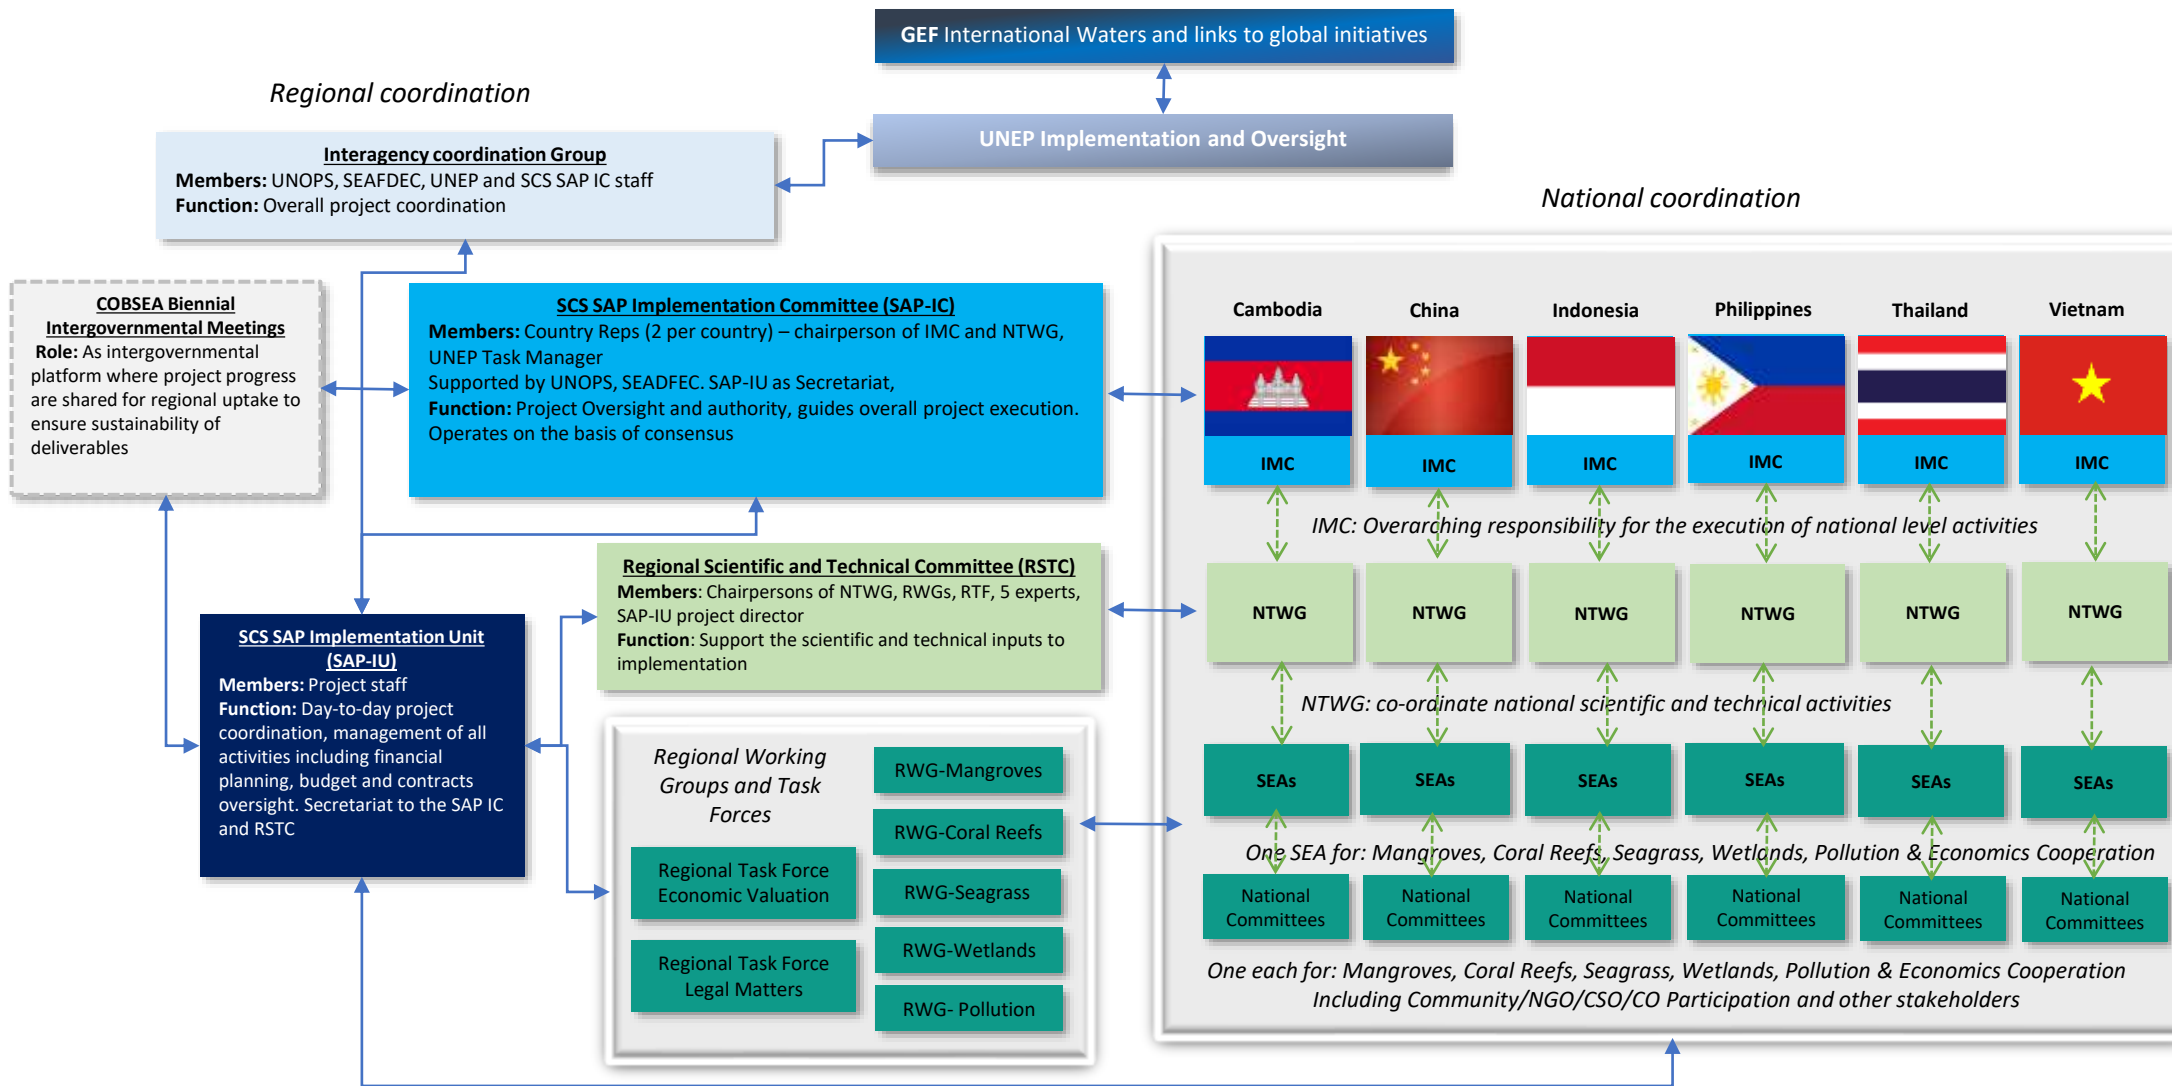 GEF International Waters and links to global initiatives
Regional coordination
UNEP Implementation and Oversight
Interagency coordination Group
Members: UNOPS, SEAFDEC, UNEP and SCS SAP IC staff
Function: Overall project coordination
National coordination
COBSEA Biennial
Intergovernmental Meetings
Role: As intergovernmental
platform where project progress
are shared for regional uptake to
ensure sustainability of
deliverables
SCS SAP Implementation Committee (SAP-IC)
Members: Country Reps (2 per country) – chairperson of IMC and NTWG,
UNEP Task Manager
Supported by UNOPS, SEADFEC. SAP-IU as Secretariat,
Function: Project Oversight and authority, guides overall project execution.
Operates on the basis of consensus
Regional Scientific and Technical Committee (RSTC)
Members: Chairpersons of NTWG, RWGs, RTF, 5 experts,
SAP-IU project director
Function: Support the scientific and technical inputs to
implementation
SCS SAP Implementation Unit
(SAP-IU)
Members: Project staff
Function: Day-to-day project
coordination, management of all
activities including financial
planning, budget and contracts
oversight. Secretariat to the SAP IC
and RSTC
Regional Working
Groups and Task
Forces
Regional Task Force
Economic Valuation
Regional Task Force
Legal Matters
RWG-Mangroves
RWG-Coral Reefs
RWG-Seagrass
RWG-Wetlands
RWG- Pollution
Cambodia China Indonesia Philippines Thailand Vietnam
IMC IMC IMC IMC IMC IMC
IMC: Overarching responsibility for the execution of national level activities
NTWG NTWG NTWG NTWG NTWG NTWG
NTWG: co-ordinate national scientific and technical activities
SEAs SEAs SEAs SEAs SEAs SEAs
One SEA for: Mangroves, Coral Reefs, Seagrass, Wetlands, Pollution & Economics Cooperation
National National National National National National
Committees Committees Committees Committees Committees Committees
One each for: Mangroves, Coral Reefs, Seagrass, Wetlands, Pollution & Economics Cooperation
Including Community/NGO/CSO/CO Participation and other stakeholders